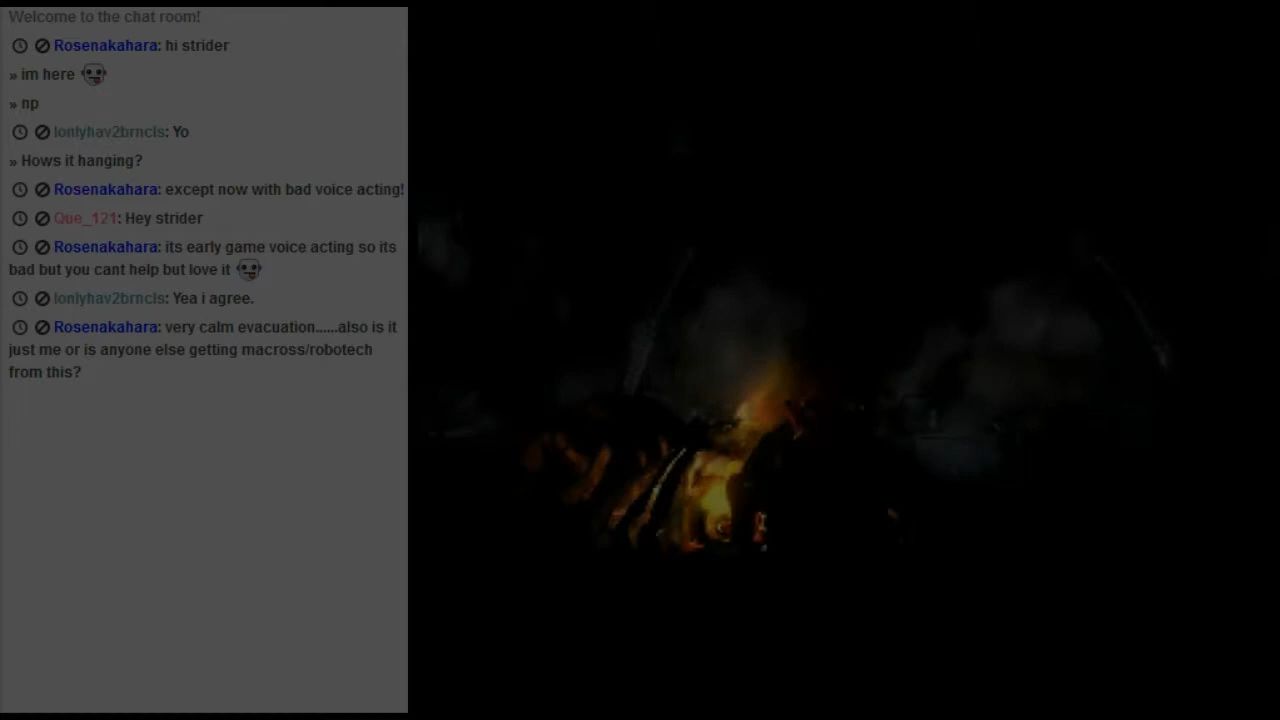 Welcome to the chat room!
Rosenakahara: hi strider
» im here
» np
Ionlyhav2brncls: Yo
» Hows it hanging?
Rosenakahara: except now with bad voice acting!
Que_121: Hey strider
Rosenakahara: its early game voice acting so its
bad but you cant help but love it
Ionlyhav2brncls: Yea i agree.
Rosenakahara: very calm evacuation......also is it
just me or is anyone else getting macross/robotech
from this?